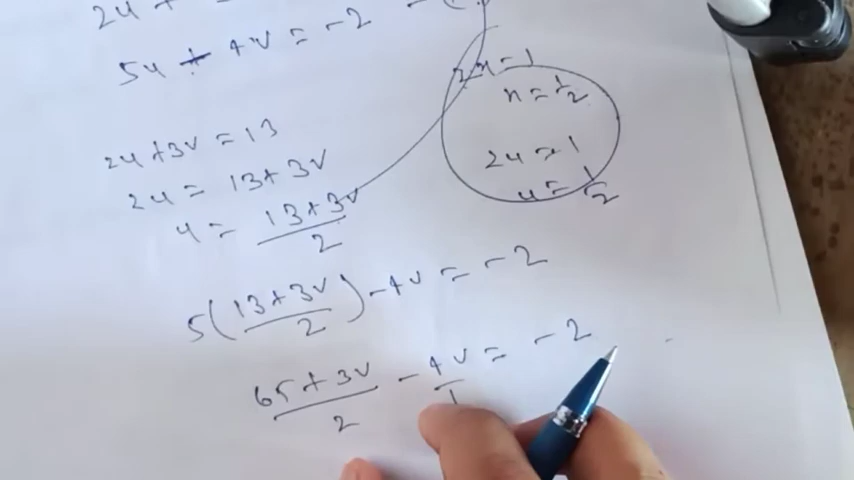 2u +
5u + 4v = -2
2x = 1
x = 1/2
2u = 1
u = 1/2
2u + 3v = 13
2u = 13 + 3v
u = (13 + 3v)/2
5((13 + 3v)/2) - 4v = -2
(65 + 3v)/2 - 4v/1 = -2